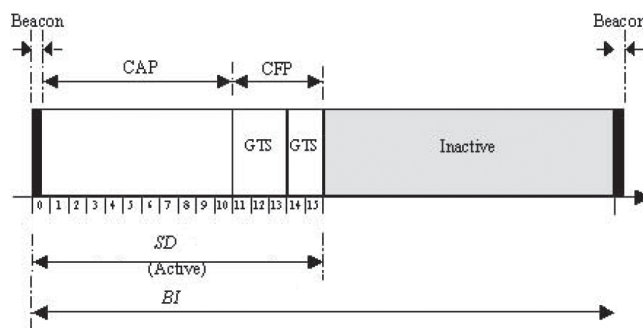 Beacon
Beacon
CAP
CFP
GTS
GTS
Inactive
0 1 2 3 4 5 6 7 8 9 10 11 12 13 14 15
SD
(Active)
BI